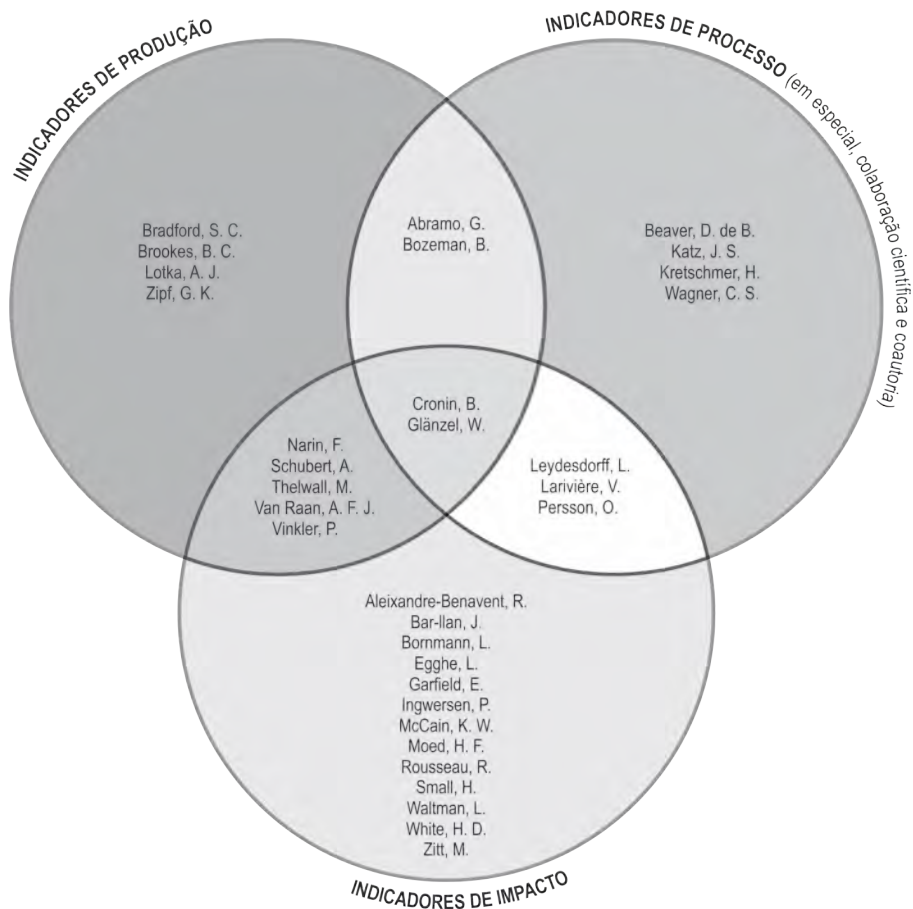 INDICADORES DE PRODUÇÃO
INDICADORES DE PROCESSO (em especial, colaboração científica e coautoria)
Bradford, S. C.
Brookes, B. C.
Lotka, A. J.
Zipf, G. K.
Abramo, G.
Bozeman, B.
Beaver, D. de B.
Katz, J. S.
Kretschmer, H.
Wagner, C. S.
Cronin, B.
Glänzel, W.
Narin, F.
Schubert, A.
Thelwall, M.
Van Raan, A. F. J.
Vinkler, P.
Leydesdorff, L.
Larivière, V.
Persson, O.
Aleixandre-Benavent, R.
Bar-Ilan, J.
Bornmann, L.
Egghe, L.
Garfield, E.
Ingwersen, P.
McCain, K. W.
Moed, H. F.
Rousseau, R.
Small, H.
Waltman, L.
White, H. D.
Zitt, M.
INDICADORES DE IMPACTO